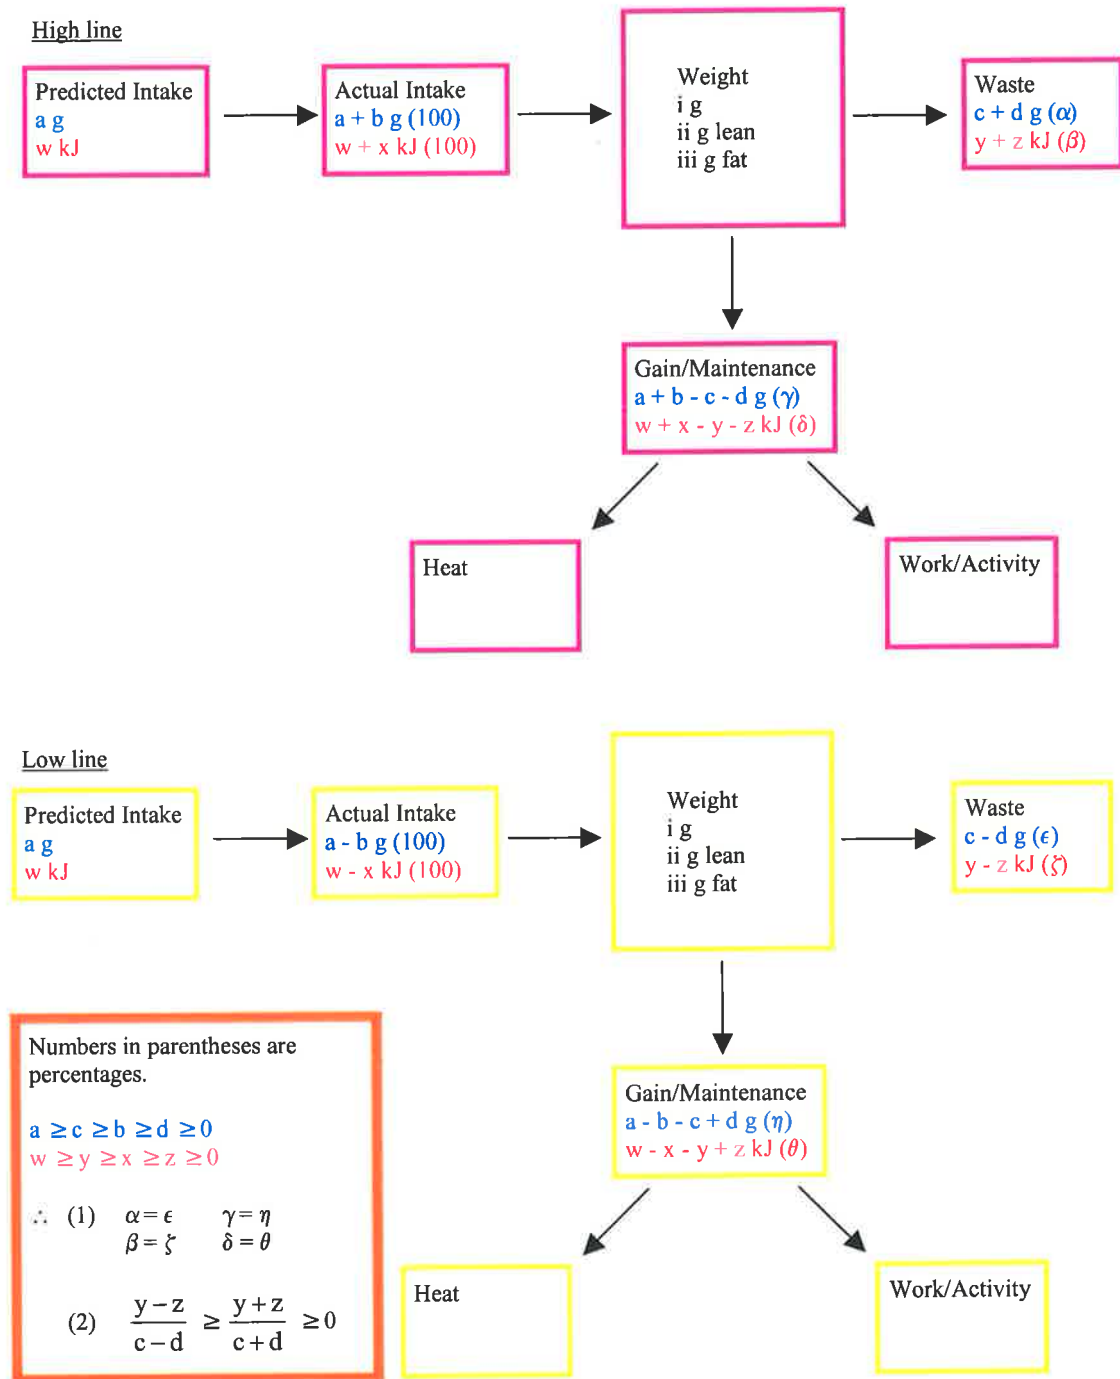 High line
Predicted Intake
a g
w kJ
Actual Intake
a + b g (100)
w + x kJ (100)
Weight
i g
ii g lean
iii g fat
Waste
c + d g (α)
y + z kJ (β)
Gain/Maintenance
a + b - c - d g (γ)
w + x - y - z kJ (δ)
Heat
Work/Activity
Low line
Predicted Intake
a g
w kJ
Actual Intake
a - b g (100)
w - x kJ (100)
Weight
i g
ii g lean
iii g fat
Waste
c - d g (ϵ)
y - z kJ (ζ)
Gain/Maintenance
a - b - c + d g (η)
w - x - y + z kJ (θ)
Heat
Work/Activity
Numbers in parentheses are
percentages.
a ≥c ≥b ≥d ≥0
w ≥y ≥x ≥z ≥0
∴ (1) α=ϵ γ=η
β=ζ δ=θ
(2) y−z / c−d ≥ y+z / c+d ≥0